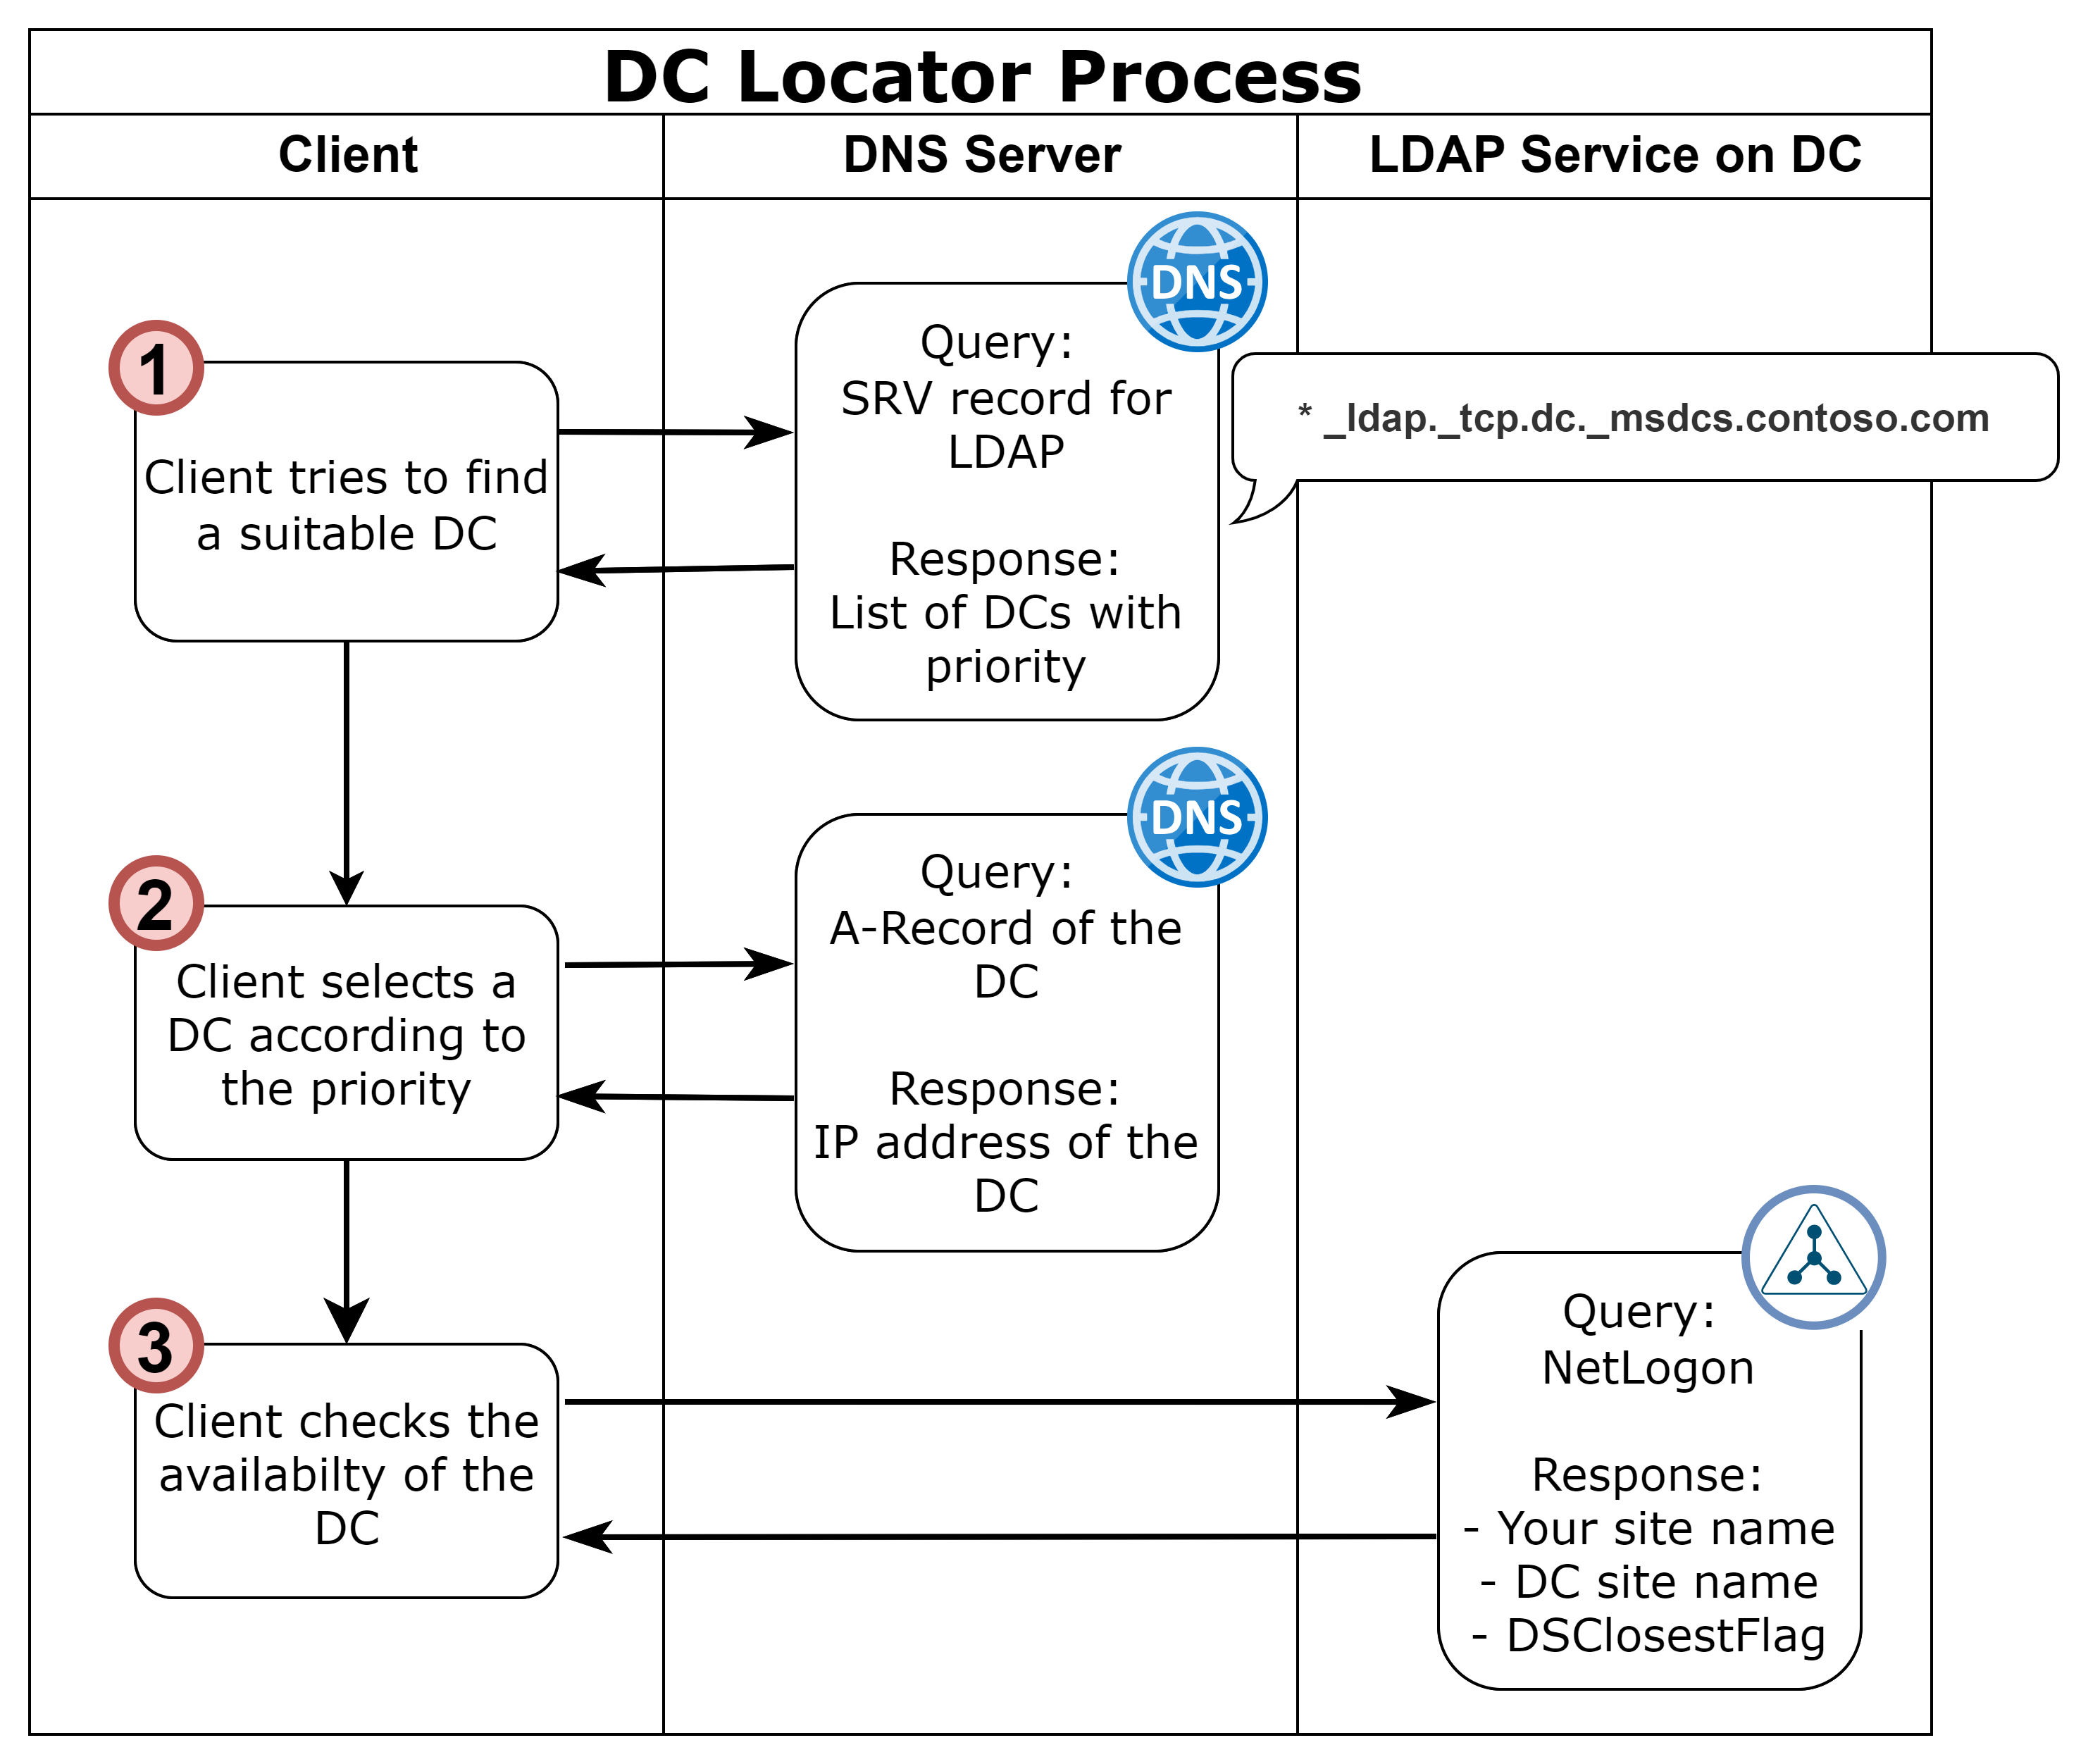 DC Locator Process
Client
DNS Server
LDAP Service on DC
1
Client tries to find
a suitable DC
DNS
Query:
SRV record for
LDAP
Response:
List of DCs with
priority
* _ldap._tcp.dc._msdcs.contoso.com
2
Client selects a
DC according to
the priority
DNS
Query:
A-Record of the
DC
Response:
IP address of the
DC
3
Client checks the
availabilty of the
DC
Query:
NetLogon
Response:
- Your site name
- DC site name
- DSClosestFlag